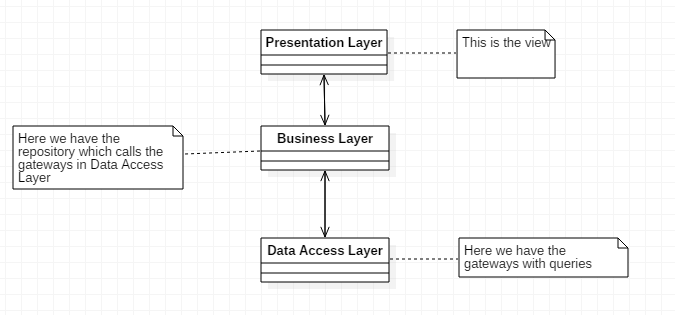 Presentation Layer
This is the view
Here we have the
repository which calls the
gateways in Data Access
Layer
Business Layer
Data Access Layer
Here we have the
gateways with queries